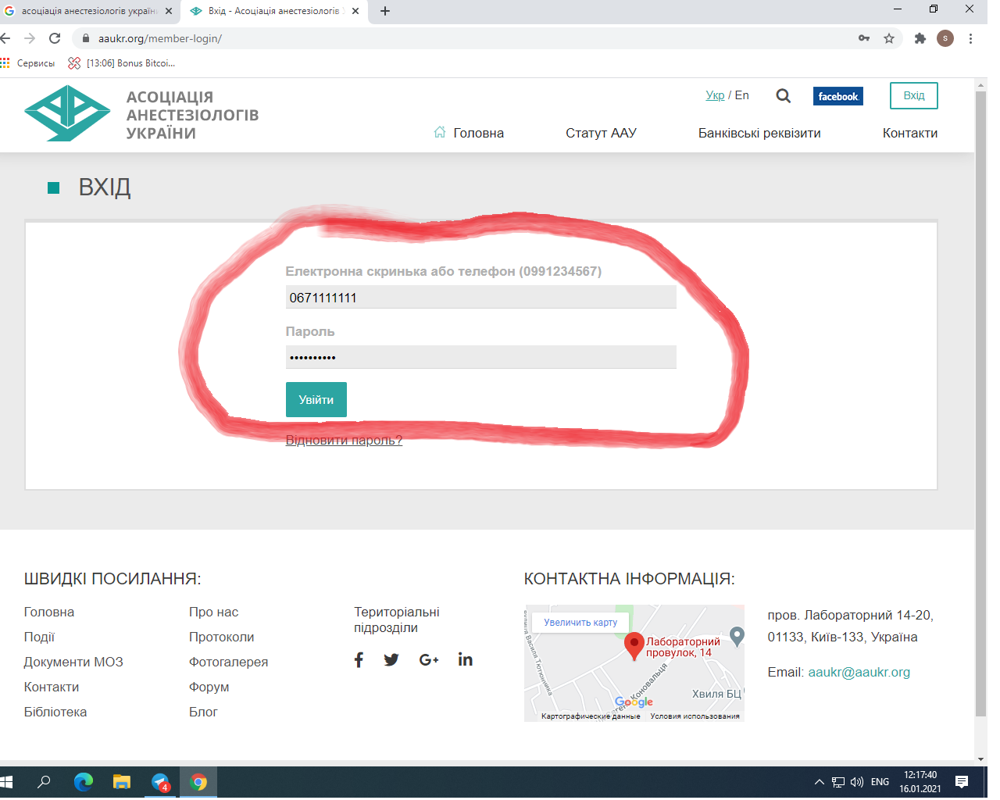 асоціація анестезіологів україни
Вхід - Асоціація анестезіологів У
aaukr.org/member-login/
S
Сервисы
[13:06] Bonus Bitcoi...
АСОЦІАЦІЯ
АНЕСТЕЗІОЛОГІВ
УКРАЇНИ
Укр / En
facebook.
Вхід
Головна
Статут ААУ
Банківські реквізити
Контакти
ВХІД
Електронна скринька або телефон (0991234567)
0671111111
Пароль
••••••••••
Увійти
Відновити пароль?
ШВИДКІ ПОСИЛАННЯ:
Головна
Події
Документи МОЗ
Контакти
Бібліотека
Про нас
Протоколи
Фотогалерея
Форум
Блог
Територіальні
підрозділи
КОНТАКТНА ІНФОРМАЦІЯ:
Увеличить карту
Лабораторний
провулок, 14
Василя Тютюнника
Коновальця
Хвиля БЦ
Google
Картографические данные
Условия использования
пров. Лабораторний 14-20,
01133, Київ-133, Україна
Email: aaukr@aaukr.org
4
ENG
12:17:40
16.01.2021